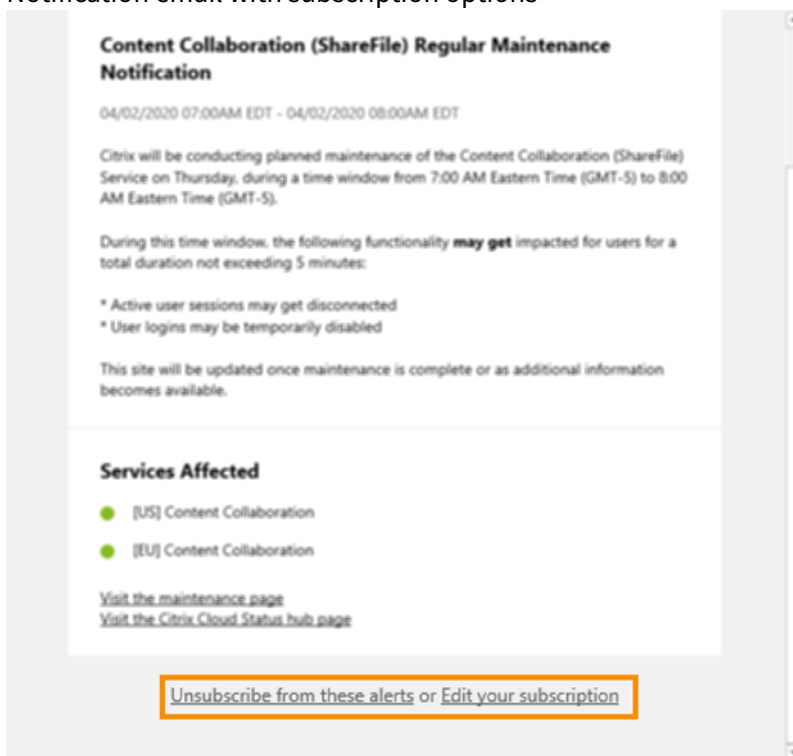 Notification email with subscription options
Content Collaboration (ShareFile) Regular Maintenance
Notification
04/02/2020 07:00AM EDT - 04/02/2020 08:00AM EDT
Citrix will be conducting planned maintenance of the Content Collaboration (ShareFile)
Service on Thursday, during a time window from 7:00 AM Eastern Time (GMT-5) to 8:00
AM Eastern Time (GMT-5).
During this time window, the following functionality may get impacted for users for a
total duration not exceeding 5 minutes:
* Active user sessions may get disconnected
* User logins may be temporarily disabled
This site will be updated once maintenance is complete or as additional information
becomes available.
Services Affected
[US] Content Collaboration
[EU] Content Collaboration
Visit the maintenance page
Visit the Citrix Cloud Status hub page
Unsubscribe from these alerts or Edit your subscription